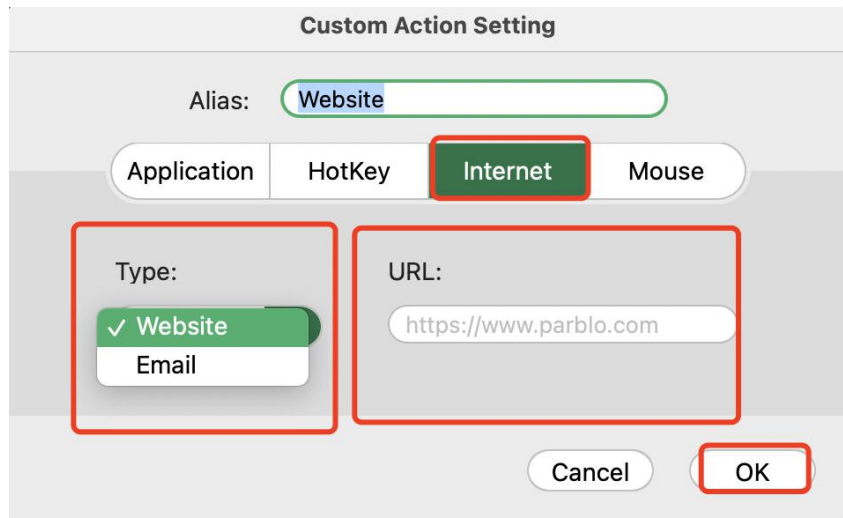 Custom Action Setting
Alias: Website
Application HotKey Internet Mouse
Type: URL:
✓ Website https://www.parblo.com
Email
Cancel OK